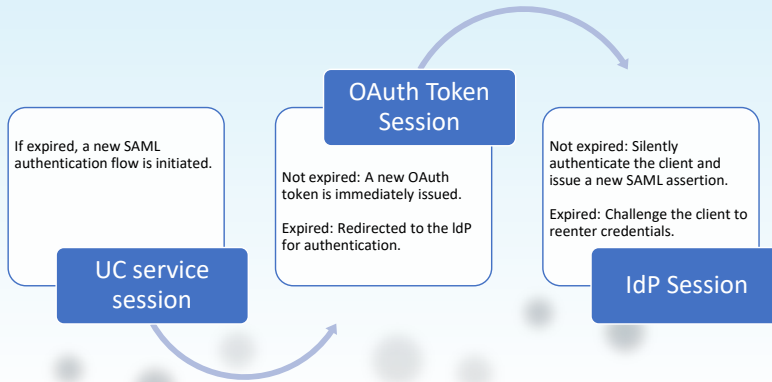 If expired, a new SAML
authentication flow is initiated.
UC service
session
OAuth Token
Session
Not expired: A new OAuth
token is immediately issued.
Expired: Redirected to the IdP
for authentication.
Not expired: Silently
authenticate the client and
issue a new SAML assertion.
Expired: Challenge the client to
reenter credentials.
IdP Session